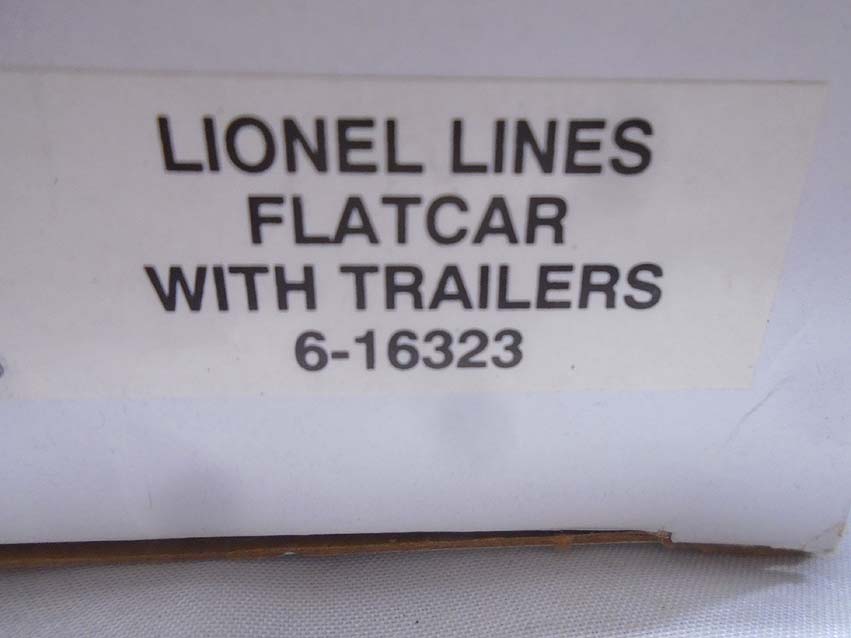 LIONEL LINES
FLATCAR
WITH TRAILERS
6-16323